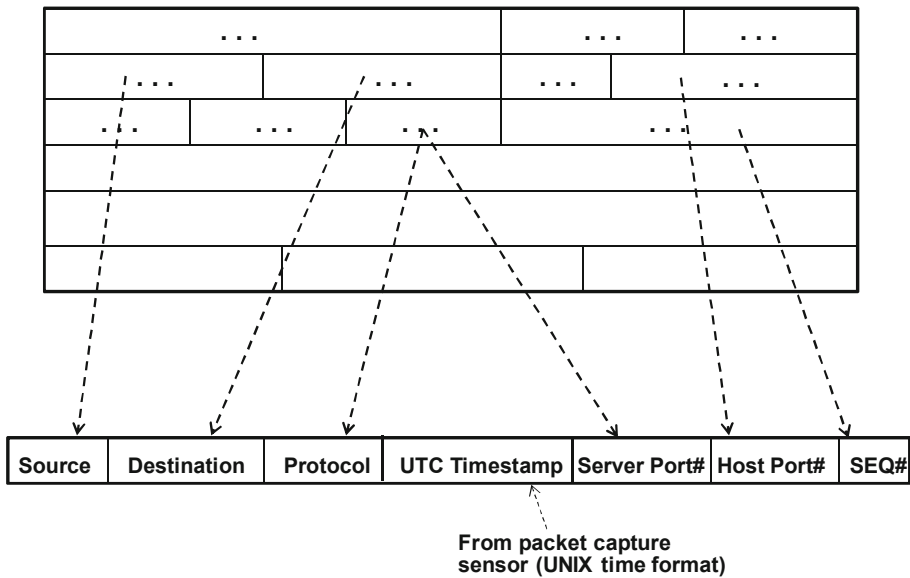 . . . . . . . . .
. . . . . . . . . . . .
. . . . . . . . . . . .
Source Destination Protocol UTC Timestamp Server Port# Host Port# SEQ#
From packet capture
sensor (UNIX time format)